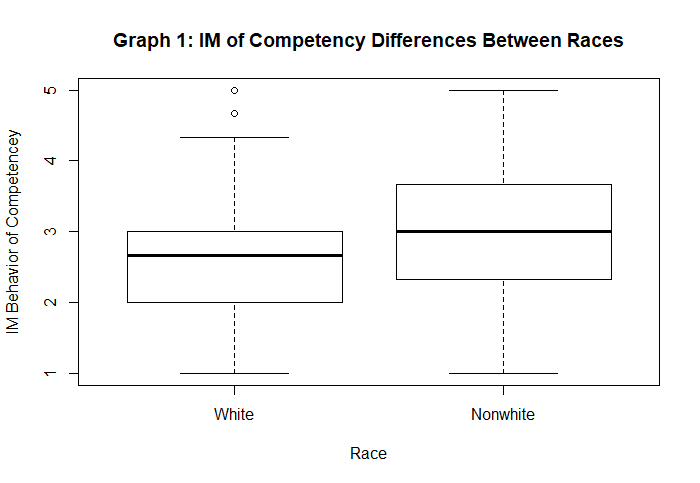 Graph 1: IM of Competency Differences Between Races
IM Behavior of Competencey
5
4
3
2
1
White
Nonwhite
Race